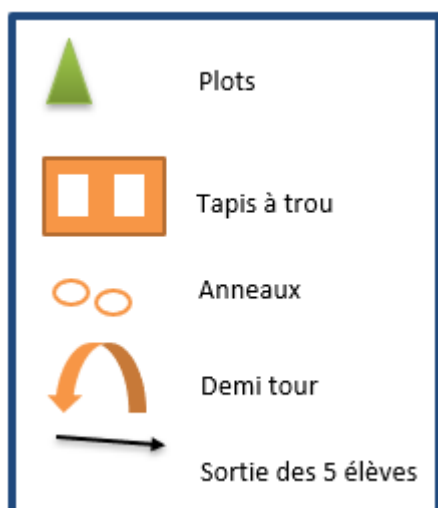 Plots
Tapis à trou
Anneaux
Demi tour
Sortie des 5 élèves